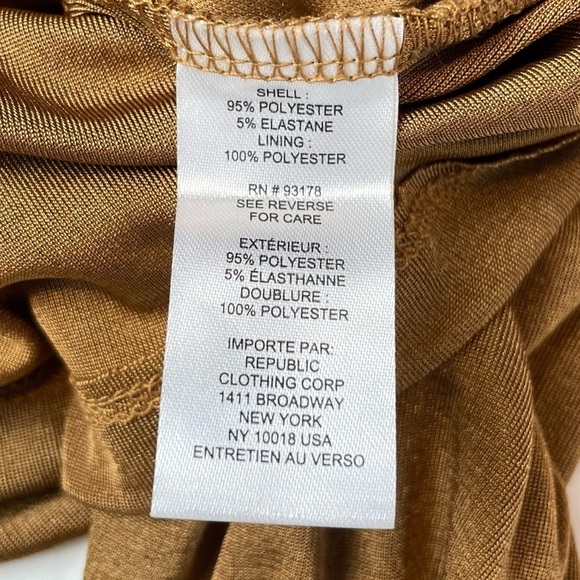 SHELL :
95% POLYESTER
5% ELASTANE
LINING :
100% POLYESTER
RN # 93178
SEE REVERSE
FOR CARE
EXTÉRIEUR :
95% POLYESTER
5% ÉLASTHANNE
DOUBLURE :
100% POLYESTER
IMPORTE PAR:
REPUBLIC
CLOTHING CORP
1411 BROADWAY
NEW YORK
NY 10018 USA
ENTRETIEN AU VERSO